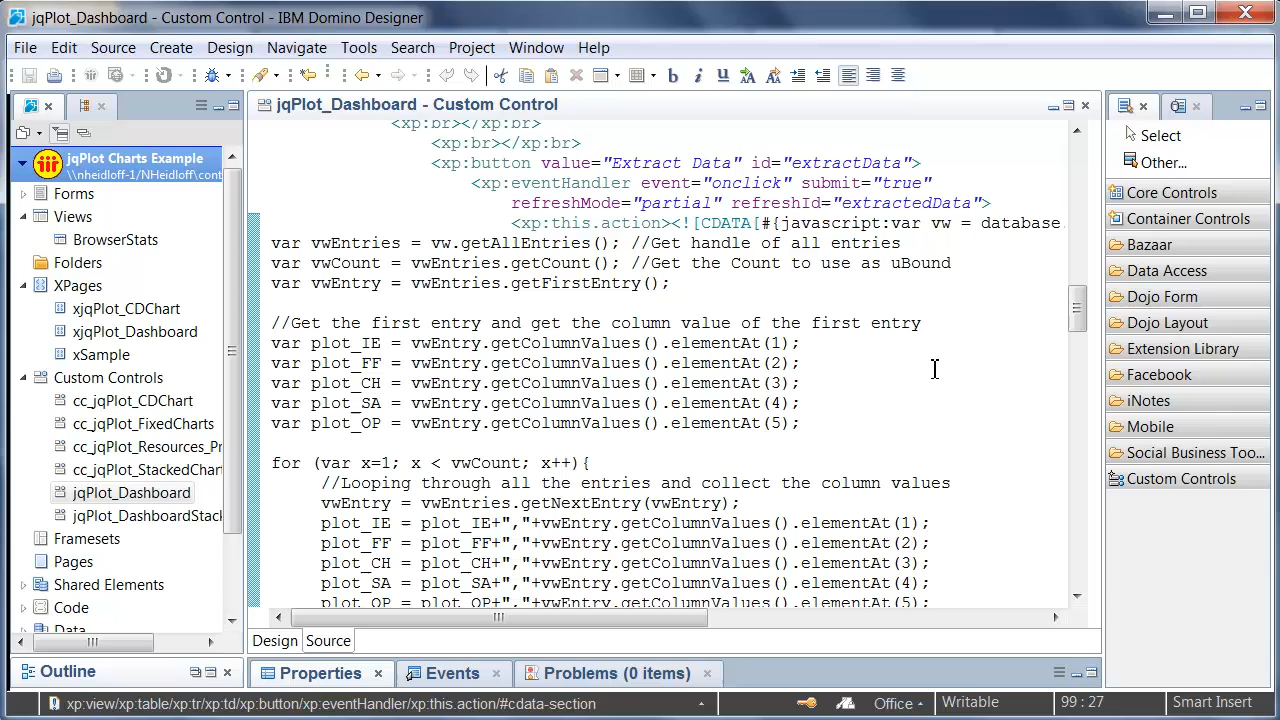 jqPlot_Dashboard - Custom Control - IBM Domino Designer
File Edit Source Create Design Navigate Tools Search Project Window Help
jqPlot_Dashboard - Custom Control
jqPlot Charts Example
\\nheidloff-1/NHeidloff\cont
Forms
Views
BrowserStats
Folders
XPages
xjqPlot_CDChart
xjqPlot_Dashboard
xSample
Custom Controls
cc_jqPlot_CDChart
cc_jqPlot_FixedCharts
cc_jqPlot_Resources_Pr
cc_jqPlot_StackedChart
jqPlot_Dashboard
jqPlot_DashboardStack
Framesets
Pages
Shared Elements
Code
Data
Outline
<xp:br></xp:br>
<xp:br></xp:br>
<xp:button value="Extract Data" id="extractData">
<xp:eventHandler event="onclick" submit="true"
refreshMode="partial" refreshId="extractedData">
<xp:this.action><![CDATA[#{javascript:var vw = database.
var vwEntries = vw.getAllEntries(); //Get handle of all entries
var vwCount = vwEntries.getCount(); //Get the Count to use as uBound
var vwEntry = vwEntries.getFirstEntry();
//Get the first entry and get the column value of the first entry
var plot_IE = vwEntry.getColumnValues().elementAt(1);
var plot_FF = vwEntry.getColumnValues().elementAt(2);
var plot_CH = vwEntry.getColumnValues().elementAt(3);
var plot_SA = vwEntry.getColumnValues().elementAt(4);
var plot_OP = vwEntry.getColumnValues().elementAt(5);
for (var x=1; x < vwCount; x++){
//Looping through all the entries and collect the column values
vwEntry = vwEntries.getNextEntry(vwEntry);
plot_IE = plot_IE+","+vwEntry.getColumnValues().elementAt(1);
plot_FF = plot_FF+","+vwEntry.getColumnValues().elementAt(2);
plot_CH = plot_CH+","+vwEntry.getColumnValues().elementAt(3);
plot_SA = plot_SA+","+vwEntry.getColumnValues().elementAt(4);
plot_OP = plot_OP+","+vwEntry.getColumnValues().elementAt(5);
Design Source
Properties Events Problems (0 items)
Select
Other...
Core Controls
Container Controls
Bazaar
Data Access
Dojo Form
Dojo Layout
Extension Library
Facebook
iNotes
Mobile
Social Business Too...
Custom Controls
xp:view/xp:table/xp:tr/xp:td/xp:button/xp:eventHandler/xp:this.action/#cdata-section
Office
Writable
99 : 27
Smart Insert